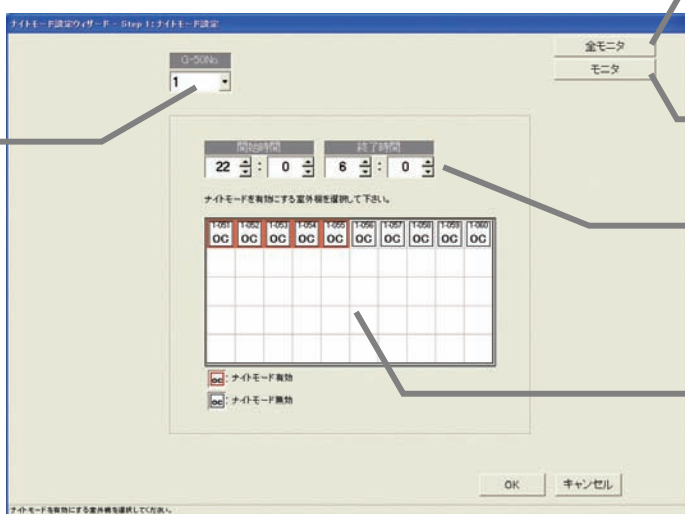 ナイトモード設定ウィザード - Step 1:ナイトモード設定
全モニタ
G-50No.
モニタ
1
開始時間 終了時間
22 : 0 6 : 0
ナイトモードを有効にする室外機を選択して下さい。
1-051 1-052 1-053 1-054 1-055 1-056 1-057 1-058 1-059 1-060
OC OC OC OC OC OC OC OC OC OC
OC : ナイトモード有効
OC : ナイトモード無効
OK キャンセル
ナイトモードを有効にする室外機を選択してください。